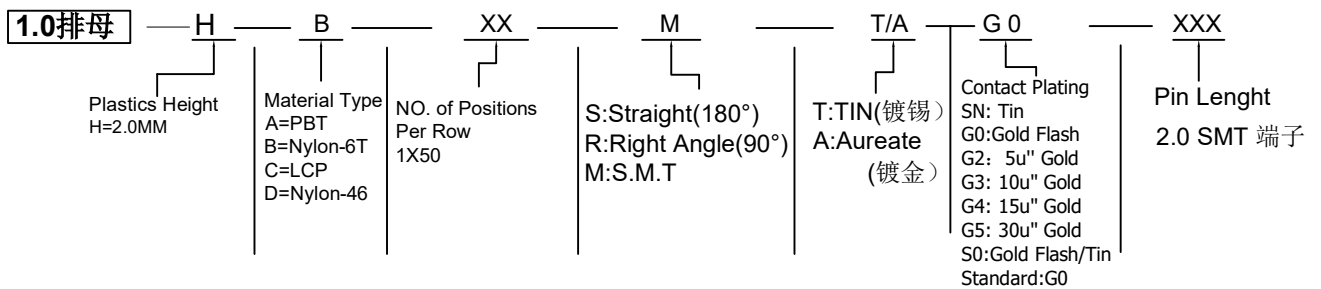 1.0排母 H B XX M T/A G 0 XXX
Plastics Height
H=2.0MM
Material Type
A=PBT
B=Nylon-6T
C=LCP
D=Nylon-46
NO. of Positions
Per Row
1X50
S:Straight(180°)
R:Right Angle(90°)
M:S.M.T
T:TIN(镀锡）
A:Aureate
(镀金）
Contact Plating
SN: Tin
G0:Gold Flash
G2： 5u" Gold
G3: 10u" Gold
G4: 15u" Gold
G5: 30u" Gold
S0:Gold Flash/Tin
Standard:G0
Pin Lenght
2.0 SMT 端子